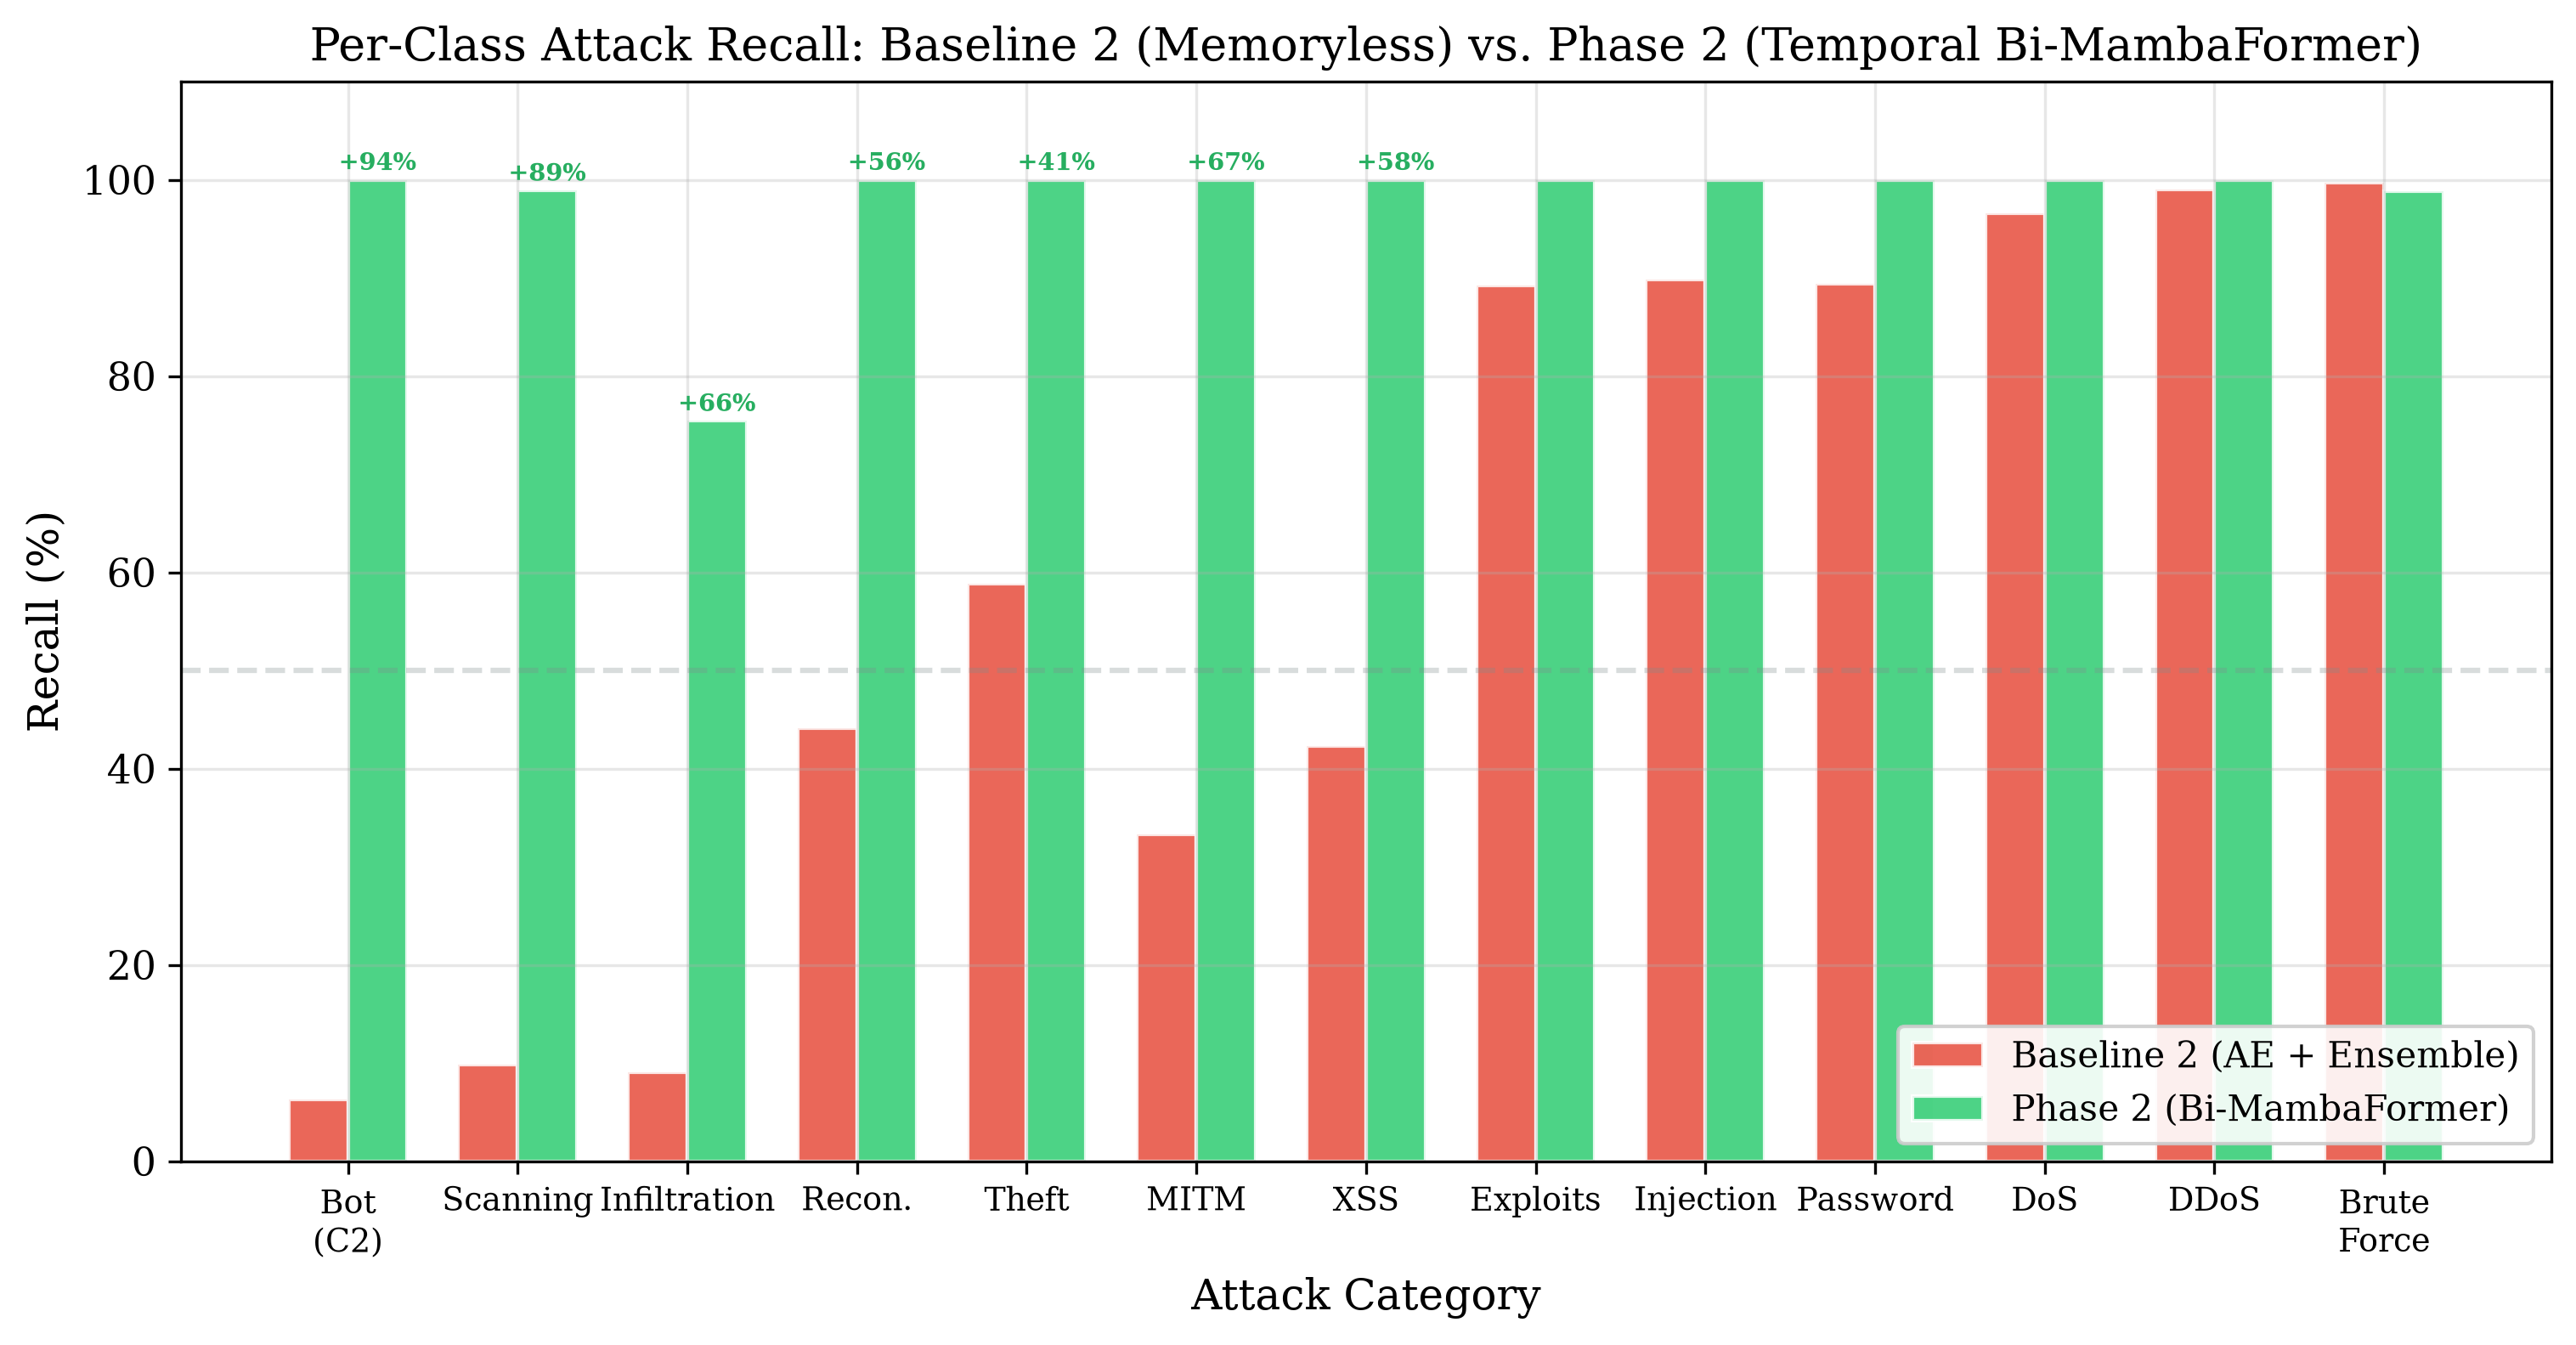 Per-Class Attack Recall: Baseline 2 (Memoryless) vs. Phase 2 (Temporal Bi-MambaFormer)
+94%
+89%
+66%
+56%
+41%
+67%
+58%
Recall (%)
100
80
60
40
20
0
Baseline 2 (AE + Ensemble)
Phase 2 (Bi-MambaFormer)
Bot
(C2)
Scanning
Infiltration
Recon.
Theft
MITM
XSS
Exploits
Injection
Password
DoS
DDoS
Brute
Force
Attack Category